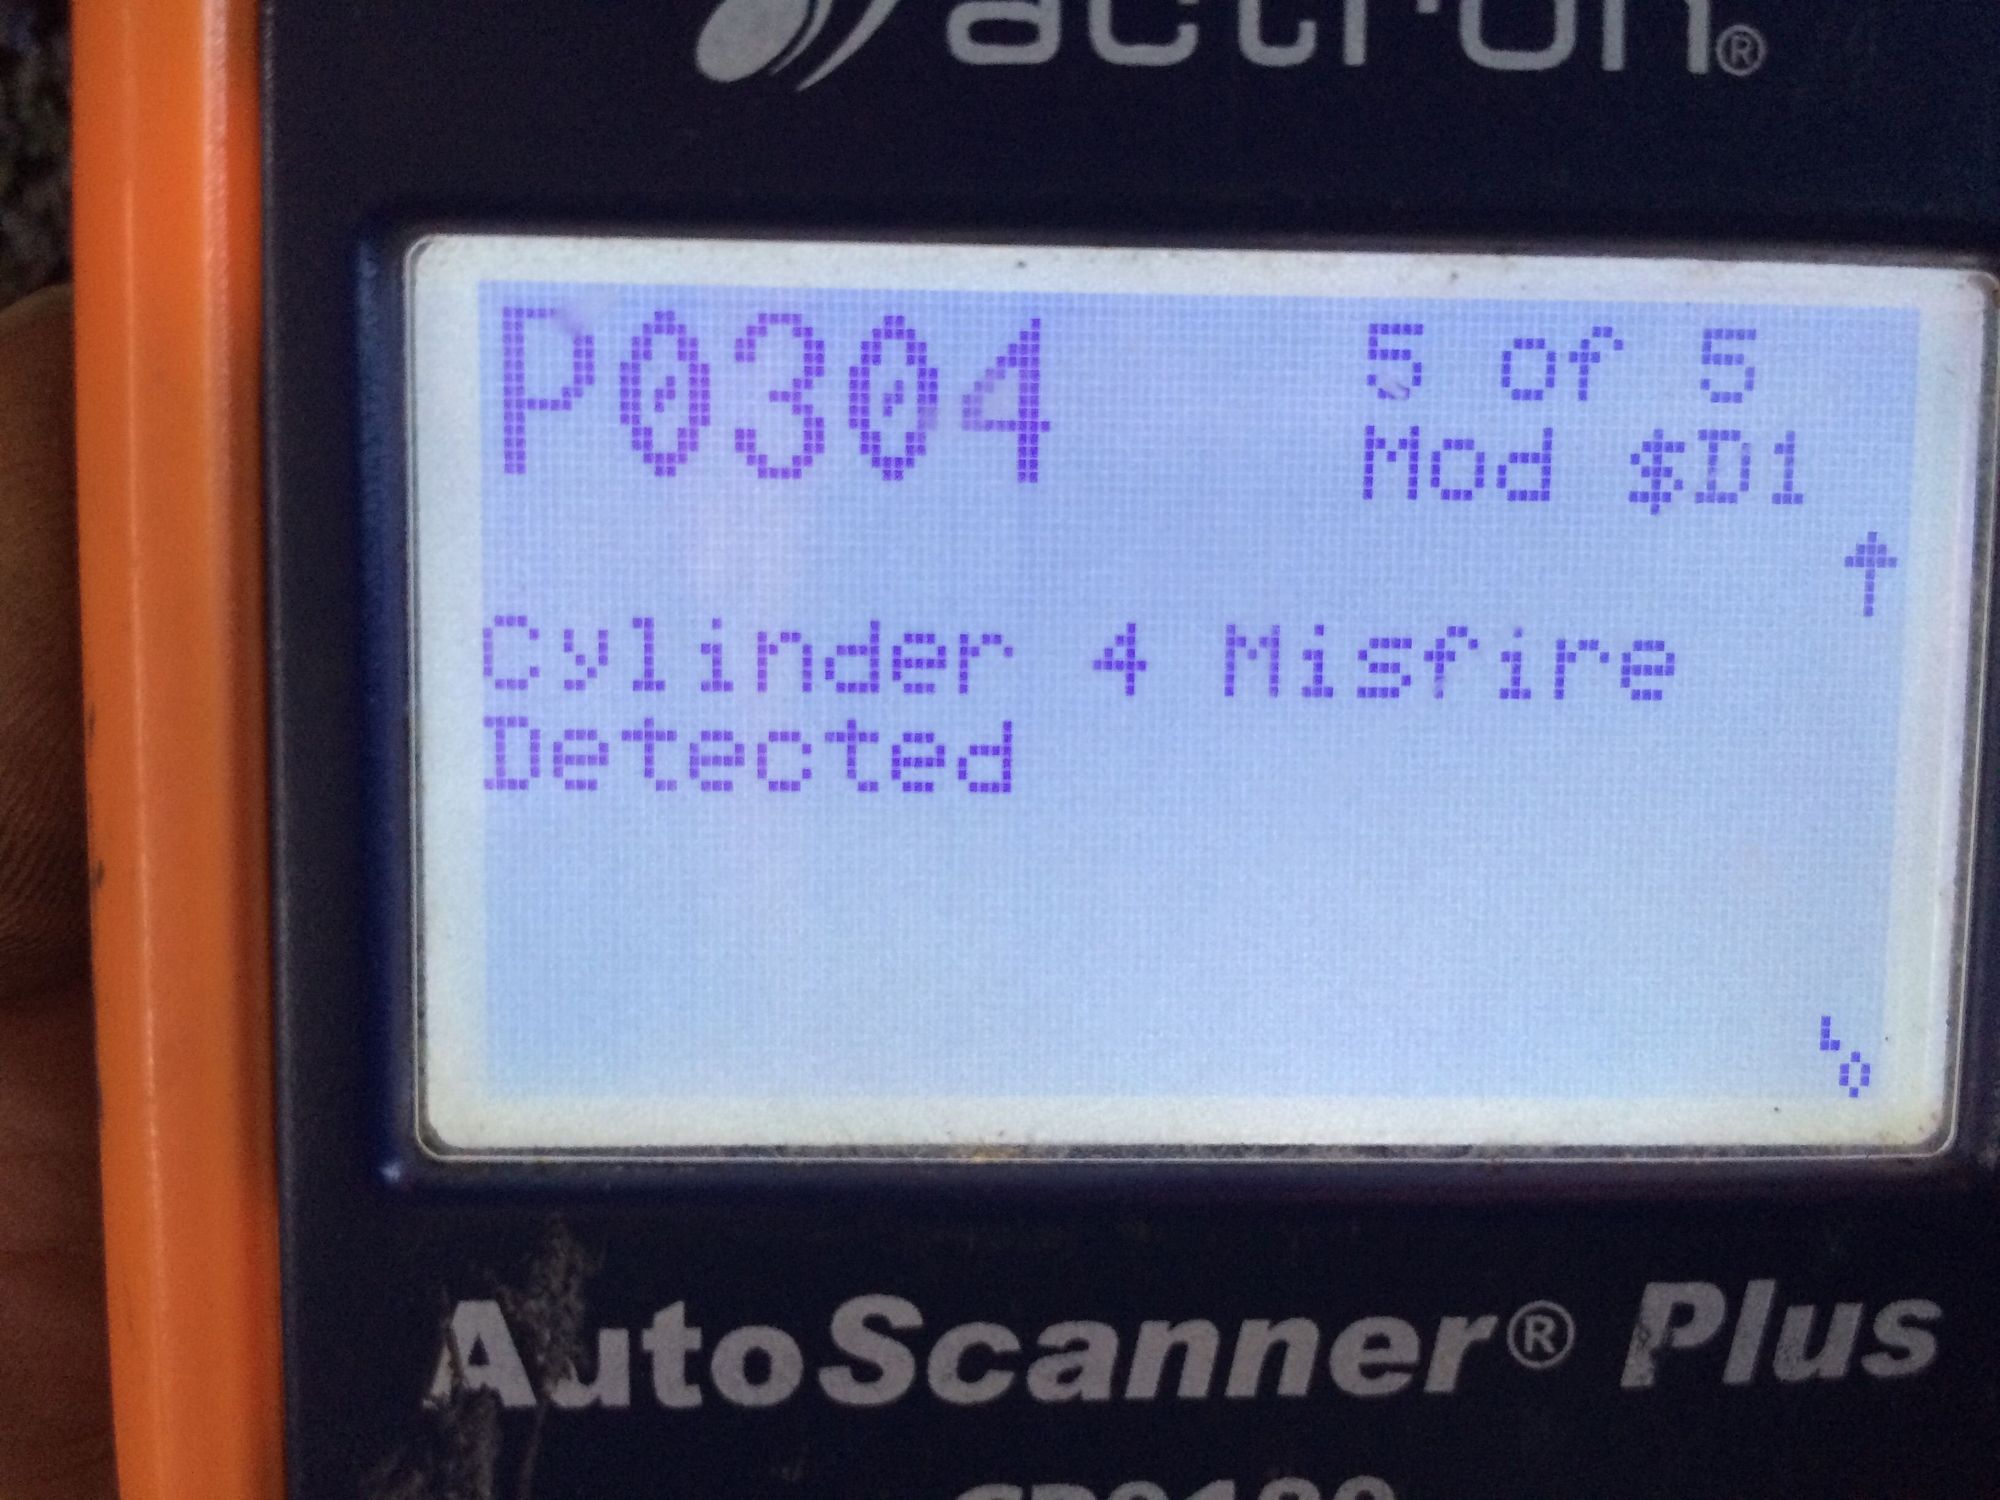 actron®
P0304 5 of 5
Mod $D1
Cylinder 4 Misfire
Detected
AutoScanner® Plus